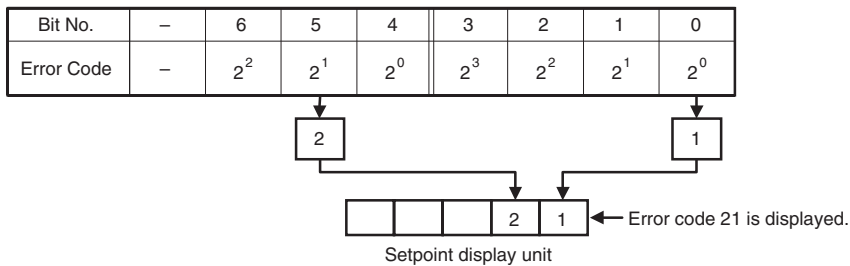 Bit No. – 6 5 4 3 2 1 0
Error Code – 2² 2¹ 2⁰ 2³ 2² 2¹ 2⁰
2 1
2 1 Error code 21 is displayed.
Setpoint display unit